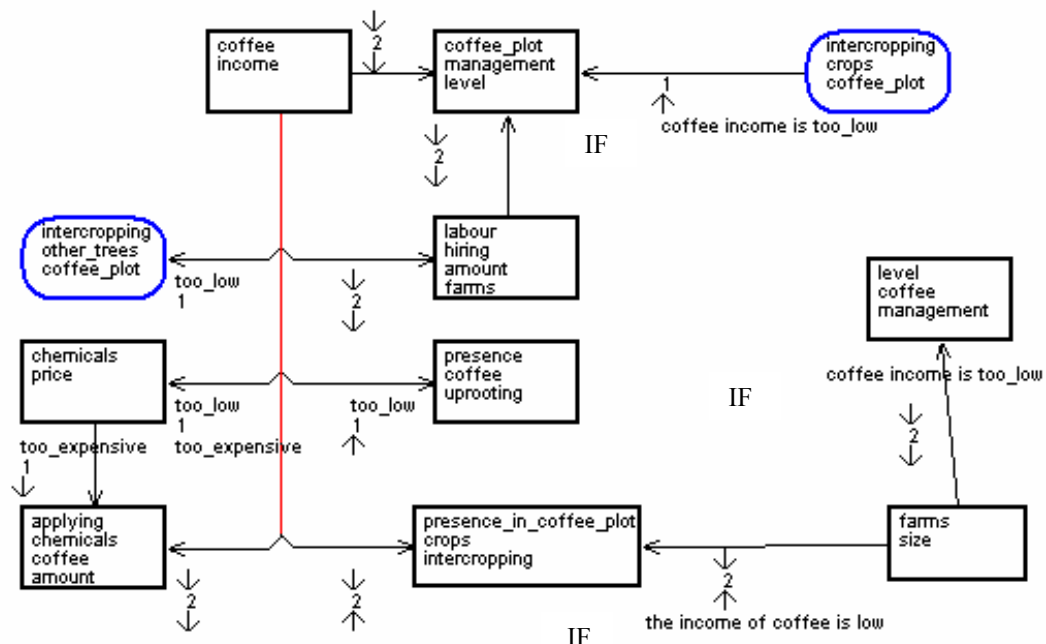 coffee
income
2
coffee_plot
management
level
intercropping
crops
coffee_plot
1
coffee income is too_low
IF
2
intercropping
other_trees
coffee_plot
too_low
1
2
labour
hiring
amount
farms
level
coffee
management
chemicals
price
too_low
1
too_expensive
too_low
1
presence
coffee
uprooting
IF
coffee income is too_low
2
too_expensive
1
applying
chemicals
coffee
amount
2
2
presence_in_coffee_plot
crops
intercropping
2
the income of coffee is low
farms
size
IF